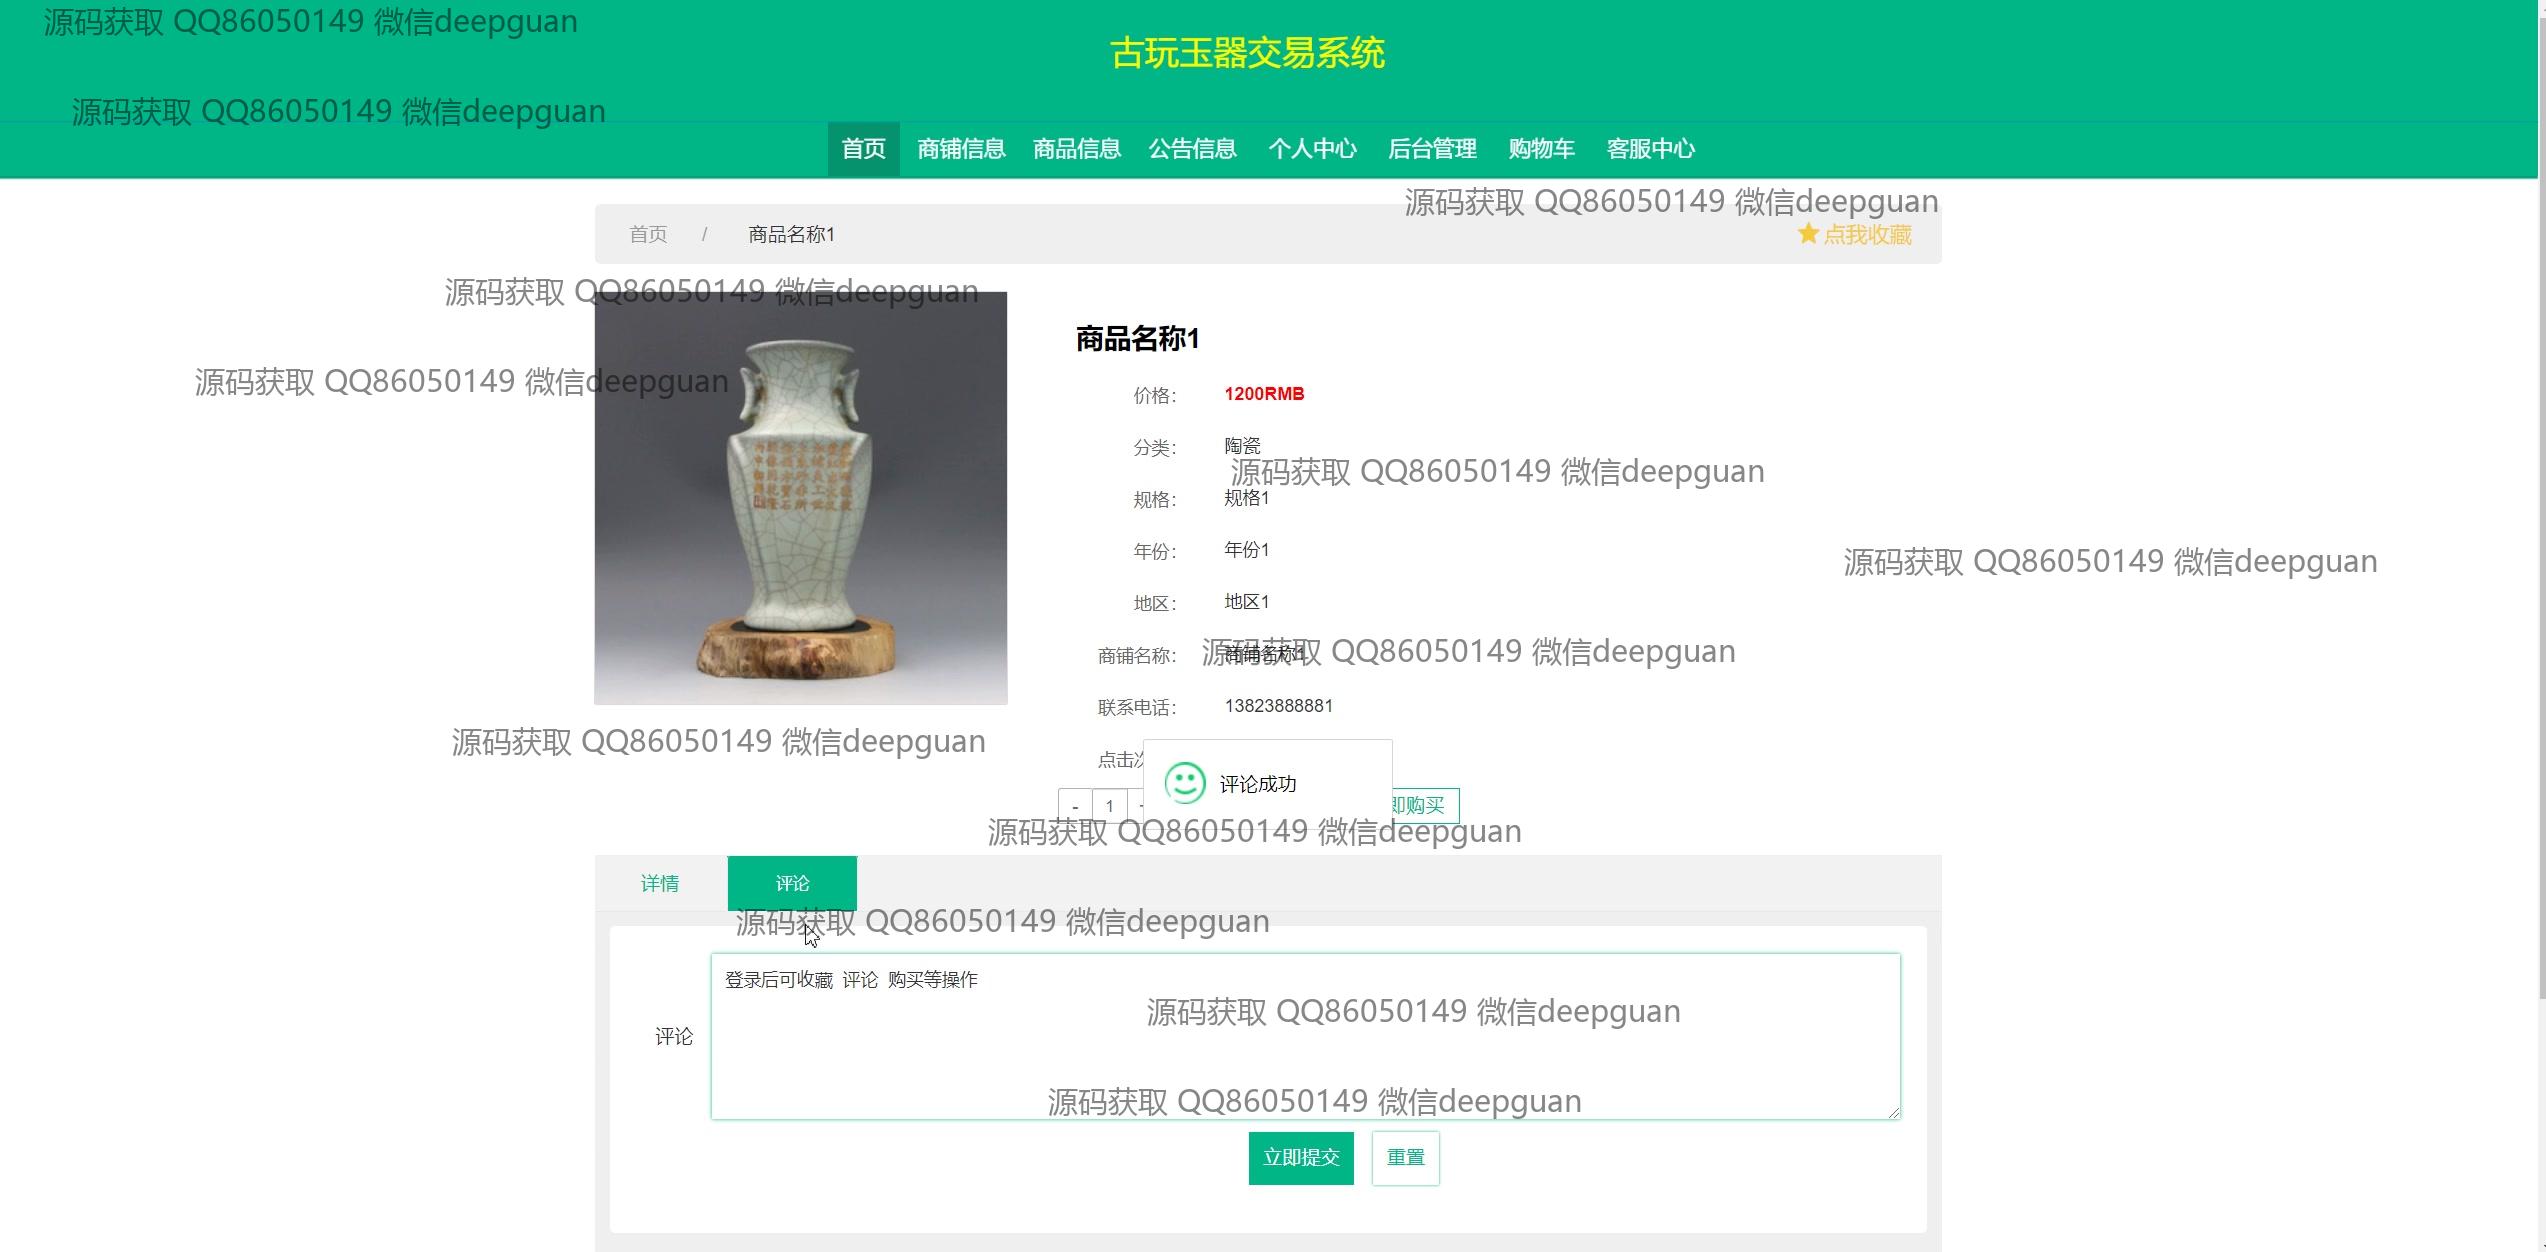 源码获取 QQ86050149 微信deepguan
古玩玉器交易系统
源码获取 QQ86050149 微信deepguan
首页 商铺信息 商品信息 公告信息 个人中心 后台管理 购物车 客服中心
源码获取 QQ86050149 微信deepguan
首页 / 商品名称1
点我收藏
源码获取 QQ86050149 微信deepguan
商品名称1
源码获取 QQ86050149 微信deepguan
价格： 1200RMB
分类： 陶瓷
源码获取 QQ86050149 微信deepguan
规格： 规格1
年份： 年份1
源码获取 QQ86050149 微信deepguan
地区： 地区1
商铺名称： 商铺名称1
源码获取 QQ86050149 微信deepguan
联系电话： 13823888881
源码获取 QQ86050149 微信deepguan
点击
评论成功
- 1
即购买
源码获取 QQ86050149 微信deepguan
详情 评论
源码获取 QQ86050149 微信deepguan
登录后可收藏 评论 购买等操作
源码获取 QQ86050149 微信deepguan
评论
源码获取 QQ86050149 微信deepguan
立即提交 重置